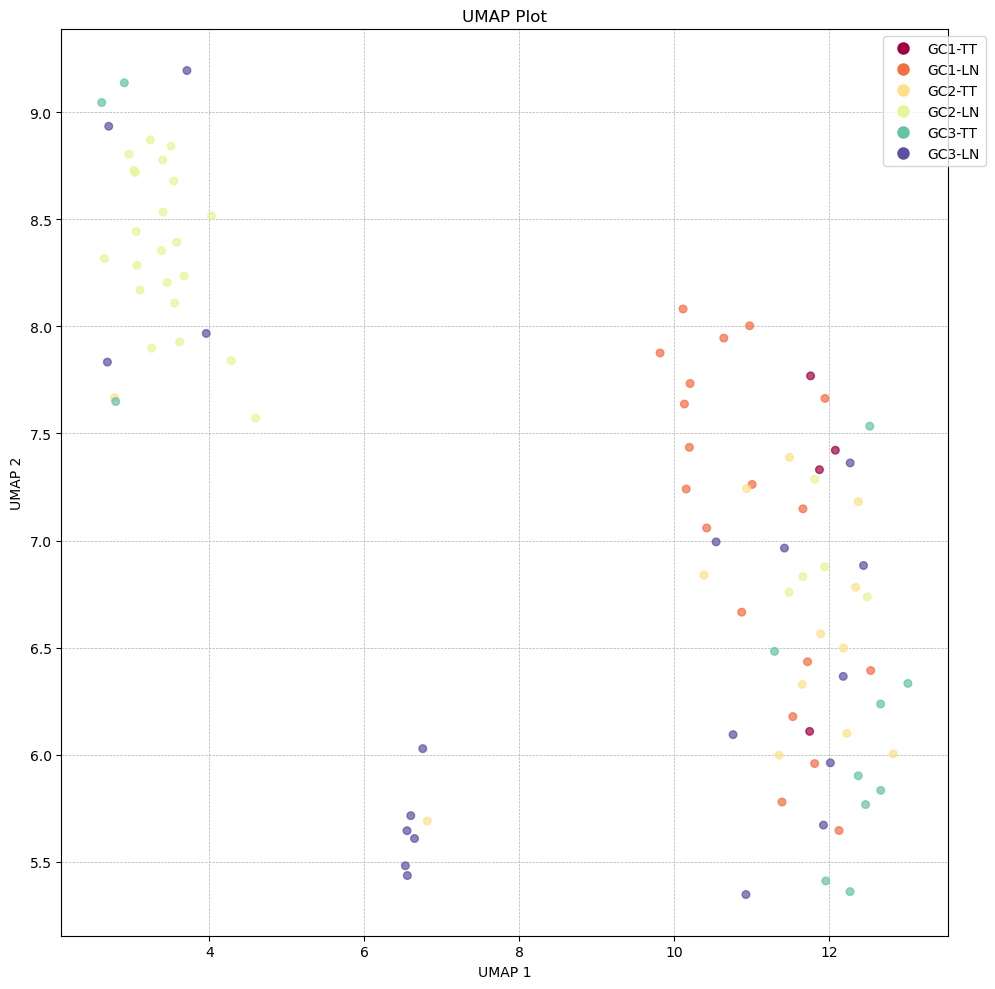 UMAP Plot
GC1-TT
GC1-LN
GC2-TT
GC2-LN
GC3-TT
GC3-LN
9.0
8.5
8.0
7.5
7.0
6.5
6.0
5.5
UMAP 2
4 6 8 10 12
UMAP 1